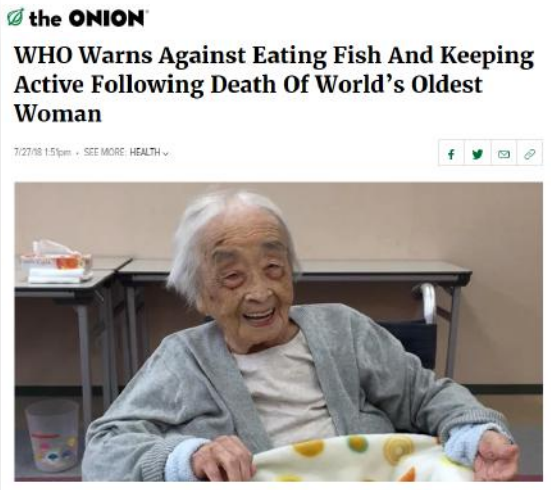 the ONION
WHO Warns Against Eating Fish And Keeping
Active Following Death Of World's Oldest
Woman
7/27/18 1:51pm • SEE MORE: HEALTH